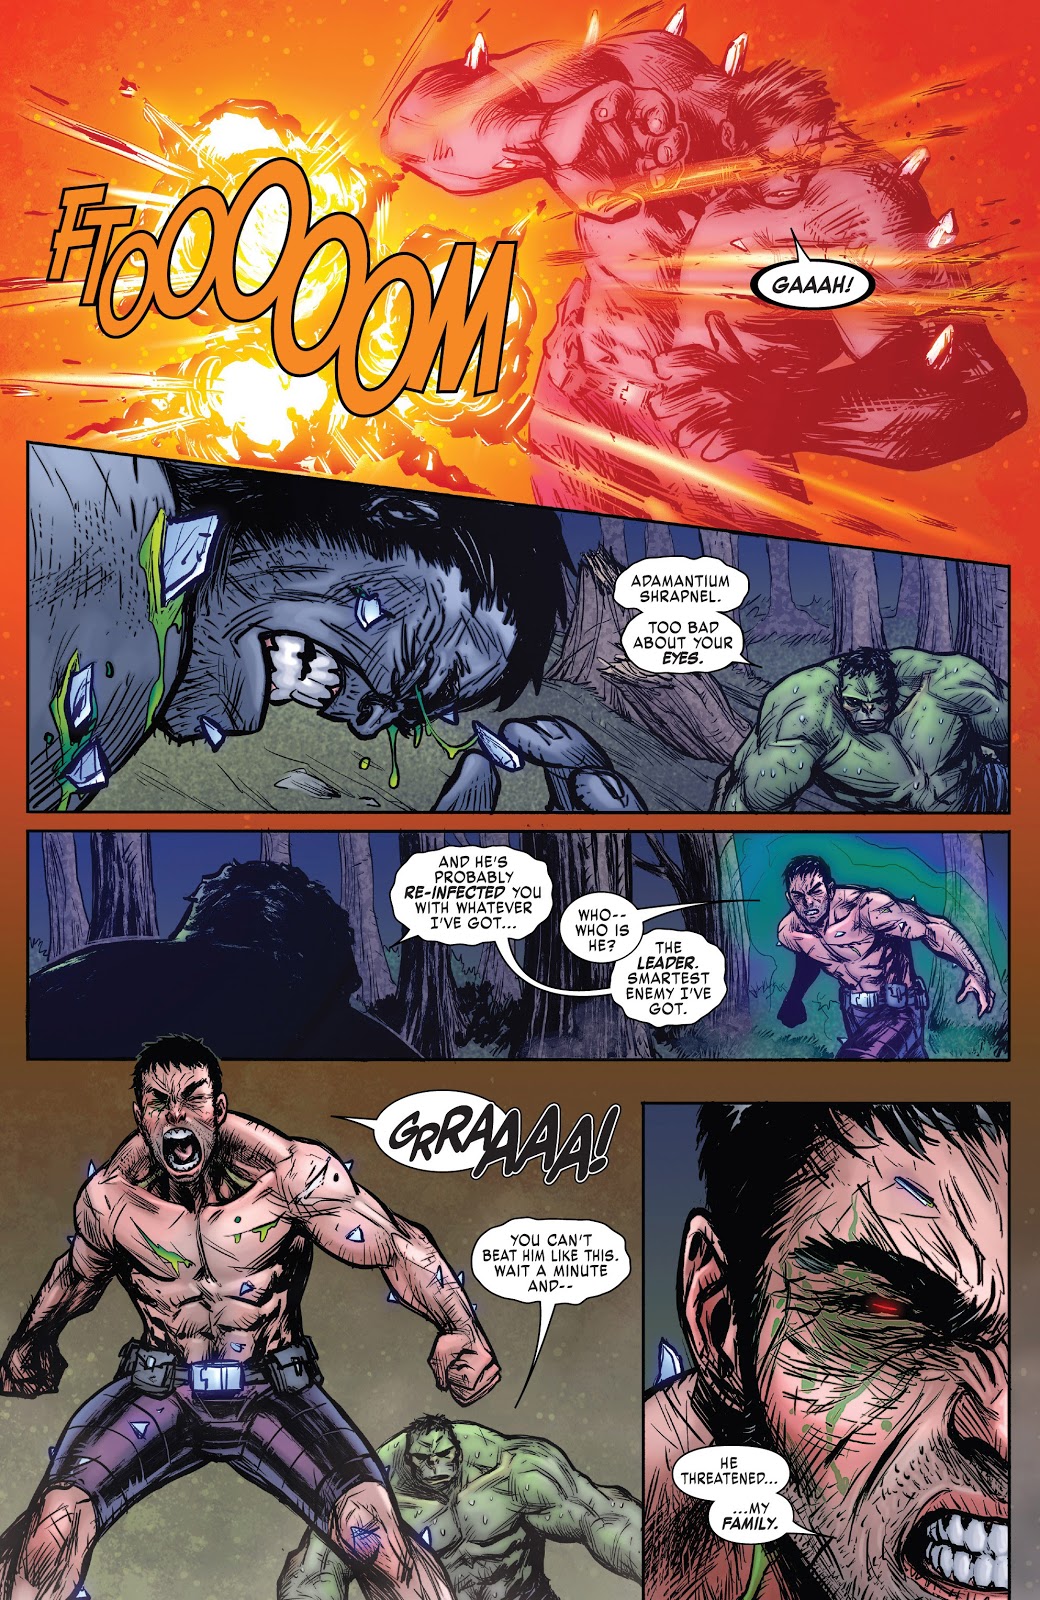 FTOOOOOM
GAAAH!
ADAMANTIUM
SHRAPNEL.
TOO BAD
ABOUT YOUR
EYES.
AND HE'S
PROBABLY
RE-INFECTED YOU
WITH WHATEVER
I'VE GOT...
WHO--
WHO IS
HE?
THE
LEADER.
SMARTEST
ENEMY I'VE
GOT.
GRRAAAAA!
YOU CAN'T
BEAT HIM LIKE THIS.
WAIT A MINUTE
AND--
HE
THREATENED...
...MY
FAMILY.